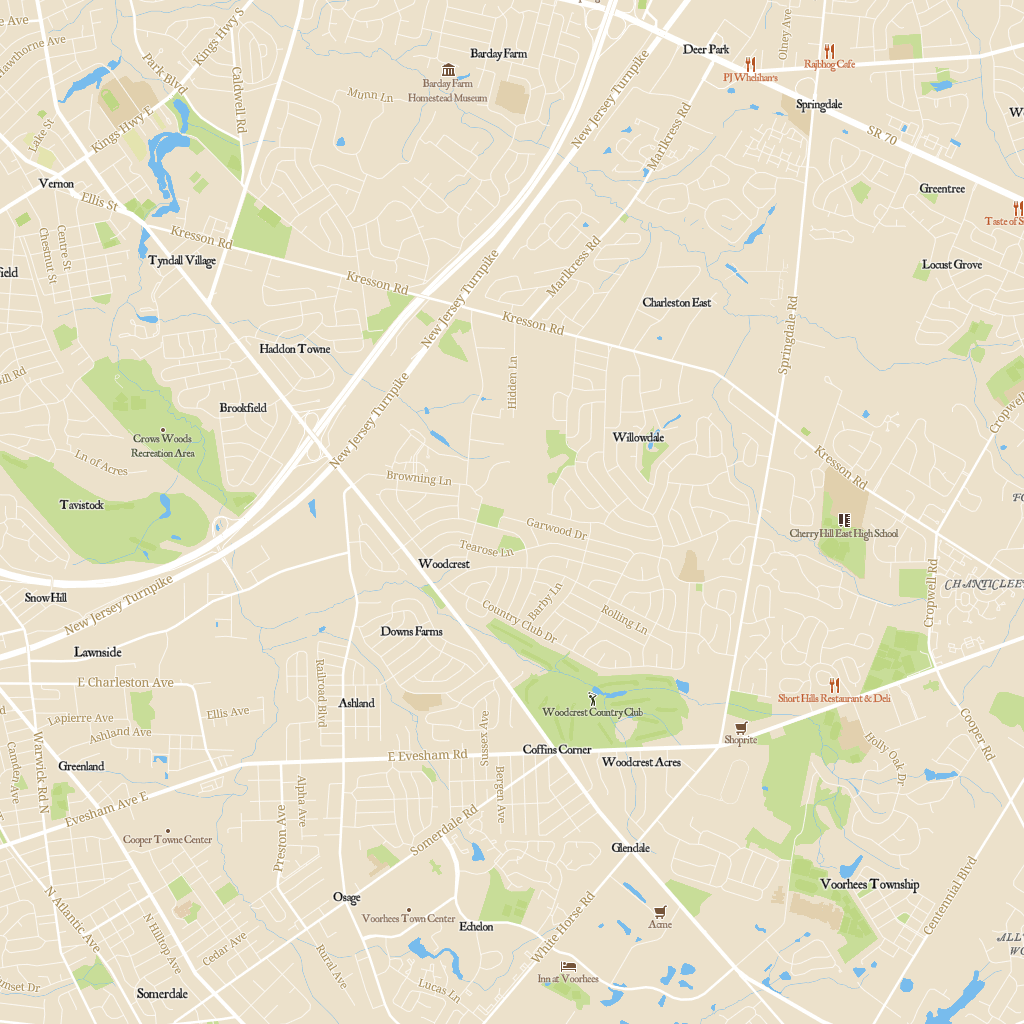 Kings Hwy S
Barday Farm
Deer Park
Olney Ave
Rajbhog Cafe
PJ Whelihan's
Hawthorne Ave
Park Blvd
Caldwell Rd
Barday Farm
Homestead Museum
Munn Ln
New Jersey Turnpike
Springdale
Marlkress Rd
SR 70
Lake St
Kings Hwy E
Vernon
Greentree
Ellis St
Taste of S
Kresson Rd
Centre St
Chestnut St
Tyndall Village
field
Locust Grove
Marlkress Rd
Kresson Rd
New Jersey Turnpike
Charleston East
Kresson Rd
Springdale Rd
Haddon Towne
Hidden Ln
ill Rd
New Jersey Turnpike
Brookfield
Cropwell
Crows Woods
Recreation Area
Willowdale
Kresson Rd
Ln of Acres
Browning Ln
Tavistock
Garwood Dr
Cherry Hill East High School
Tearose Ln
Woodcrest
CHANTICLEE
Cropwell Rd
Snow Hill
New Jersey Turnpike
Barby Ln
Country Club Dr
Rolling Ln
Downs Farms
Lawnside
E Charleston Ave
Railroad Blvd
Ashland
Short Hills Restaurant & Deli
Woodcrest Country Club
Lapierre Ave
Ellis Ave
Ashland Ave
Sussex Ave
Shoprite
Cooper Rd
Holly Oak Dr
Coffins Corner
E Evesham Rd
Woodcrest Acres
Greenland
Camden Ave
Warwick Rd N
Evesham Ave E
Alpha Ave
Bergen Ave
Preston Ave
Somerdale Rd
Cooper Towne Center
Glendale
Voorhees Township
Centennial Blvd
Osage
Voorhees Town Center
Echelon
White Horse Rd
Acme
N Atlantic Ave
N Hilltop Ave
Cedar Ave
Rural Ave
Inn at Voorhees
Lucas Ln
unset Dr
Somerdale